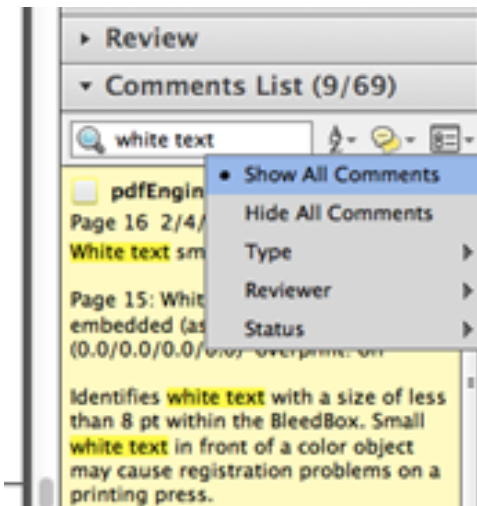 Review
Comments List (9/69)
white text
Show All Comments
Hide All Comments
Type
Reviewer
Status
pdfEngin
Page 16 2/4/
White text sm
Page 15: Whit
embedded (as
(0.0/0.0/0.0/0.0) overprint: on
Identifies white text with a size of less
than 8 pt within the BleedBox. Small
white text in front of a color object
may cause registration problems on a
printing press.